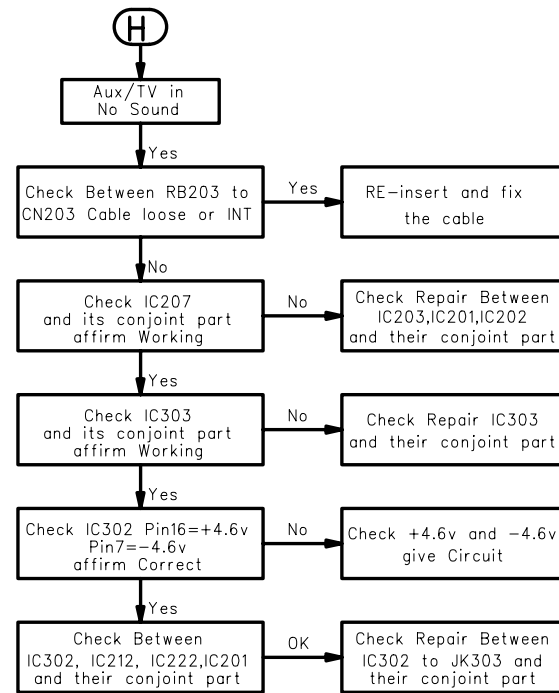 H
Aux/TV in
No Sound
Yes
Check Between RB203 to
CN203 Cable loose or INT
Yes
RE-insert and fix
the cable
No
Check IC207
and its conjoint part
affirm Working
No
Check Repair Between
IC203,IC201,IC202
and their conjoint part
Yes
Check IC303
and its conjoint part
affirm Working
No
Check Repair IC303
and their conjoint part
Yes
Check IC302 Pin16=+4.6v
Pin7=-4.6v
affirm Correct
No
Check +4.6v and -4.6v
give Circuit
Yes
Check Between
IC302, IC212, IC222,IC201
and their conjoint part
OK
Check Repair Between
IC302 to JK303 and
their conjoint part